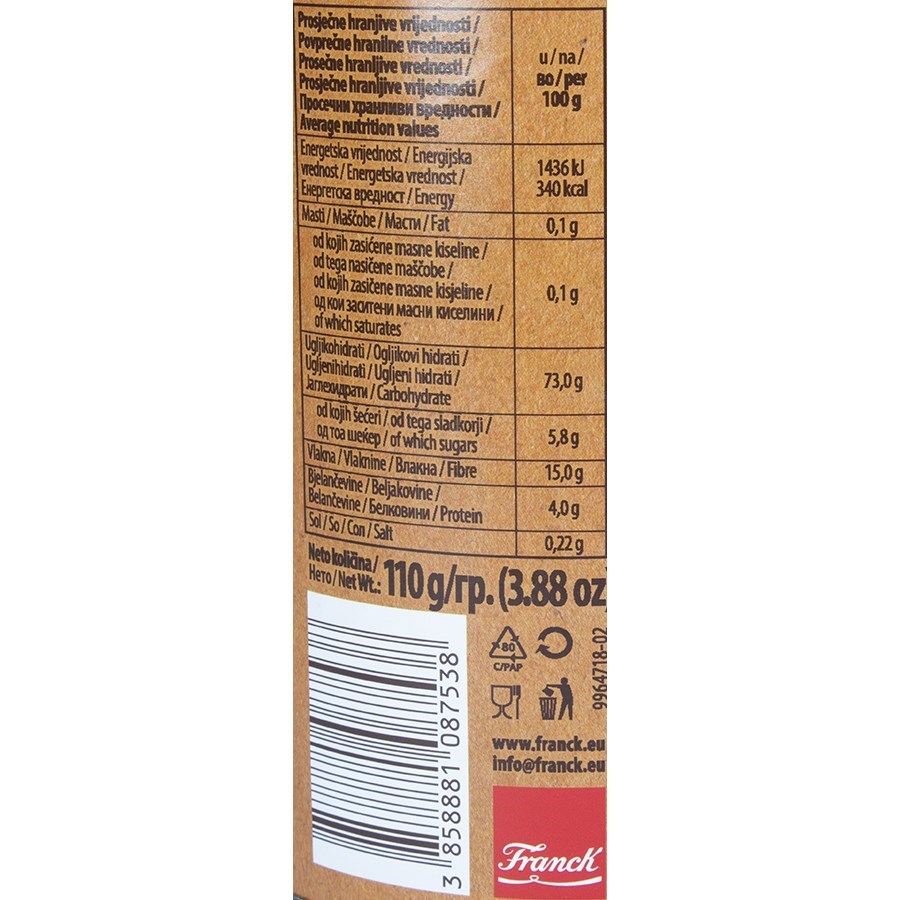 Prosječne hranjive vrijednosti /
Povprečne hranilne vrednosti /
Prosečne hranljive vrednosti /
Prosječne hranljive vrijednosti /
Просечни хранливи вредности /
Average nutrition values
u / na /
во / per
100 g
Energetska vrijednost / Energijska
vrednost / Energetska vrednost /
Енергетска вредност / Energy
1436 kJ
340 kcal
Masti / Maščobe / Масти / Fat
0,1 g
od kojih zasićene masne kiseline /
od tega nasičene maščobe /
od kojih zasićene masne kisjeline /
од кои заситени масни киселини /
of which saturates
0,1 g
Ugljikohidrati / Ogljikovi hidrati /
Ugljenihidrati / Ugljeni hidrati /
Јаглехидрати / Carbohydrate
73,0 g
od kojih šećeri / od tega sladkorji /
од тоа шеќер / of which sugars
5,8 g
Vlakna / Vlaknine / Влакна / Fibre
15,0 g
Bjelančevine / Beljakovine /
Belančevine / Белковини / Protein
4,0 g
Sol / So / Сол / Salt
0,22 g
Neto količina /
Нето / Net Wt.: 110 g/гр. (3.88 oz
80
C/PAP
9964718-02
www.franck.eu
info@franck.eu
3 858881 087538
Franck